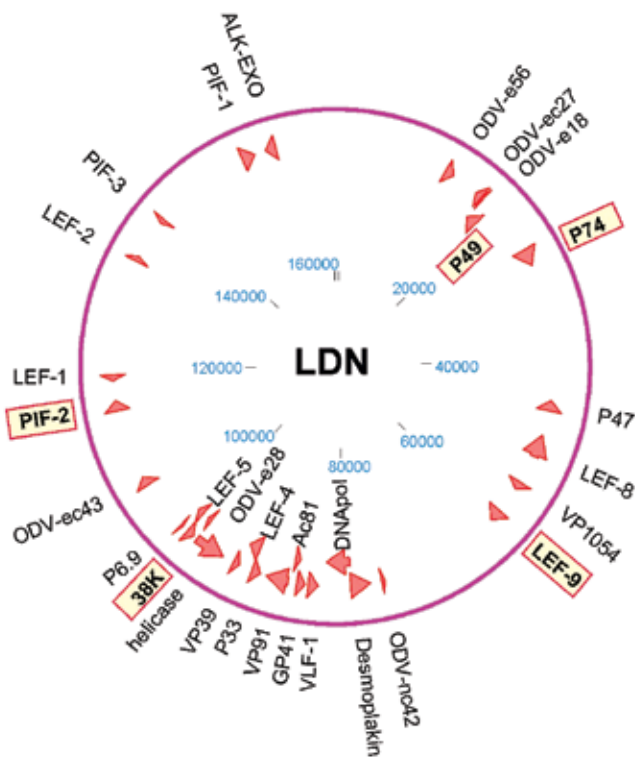 ALK-EXO
PIF-1
ODV-e56
ODV-ec27
ODV-e18
P74
P49
PIF-3
LEF-2
160000
20000
140000
LDN
120000
40000
LEF-1
PIF-2
P47
100000
60000
80000
LEF-8
VP1054
LEF-9
ODV-ec43
LEF-5
ODV-e28
LEF-4
Ac81
DNApol
P6.9
38K
helicase
VP39
P33
VP91
GP41
VLF-1
Desmoplakin
ODV-nc42